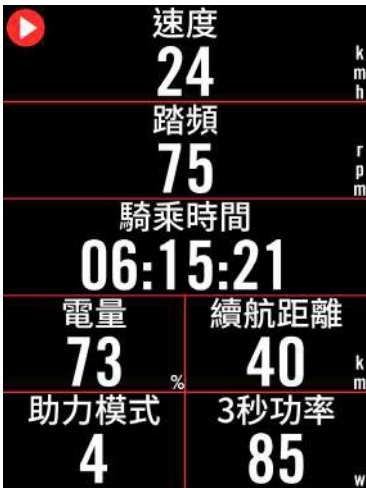 速度
24 kmh
踏頻
75 rpm
騎乘時間
06:15:21
電量 續航距離
73 % 40 km
助力模式 3秒功率
4 85 w